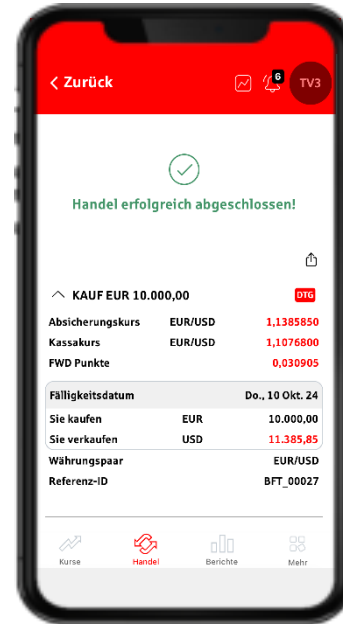 < Zurück
6
TV3
Handel erfolgreich abgeschlossen!
KAUF EUR 10.000,00 DTG
Absicherungskurs EUR/USD 1,1385850
Kassakurs EUR/USD 1,1076800
FWD Punkte 0,030905
Fälligkeitsdatum Do., 10 Okt. 24
Sie kaufen EUR 10.000,00
Sie verkaufen USD 11.385,85
Währungspaar EUR/USD
Referenz-ID BFT_00027
Kurse Handel Berichte Mehr